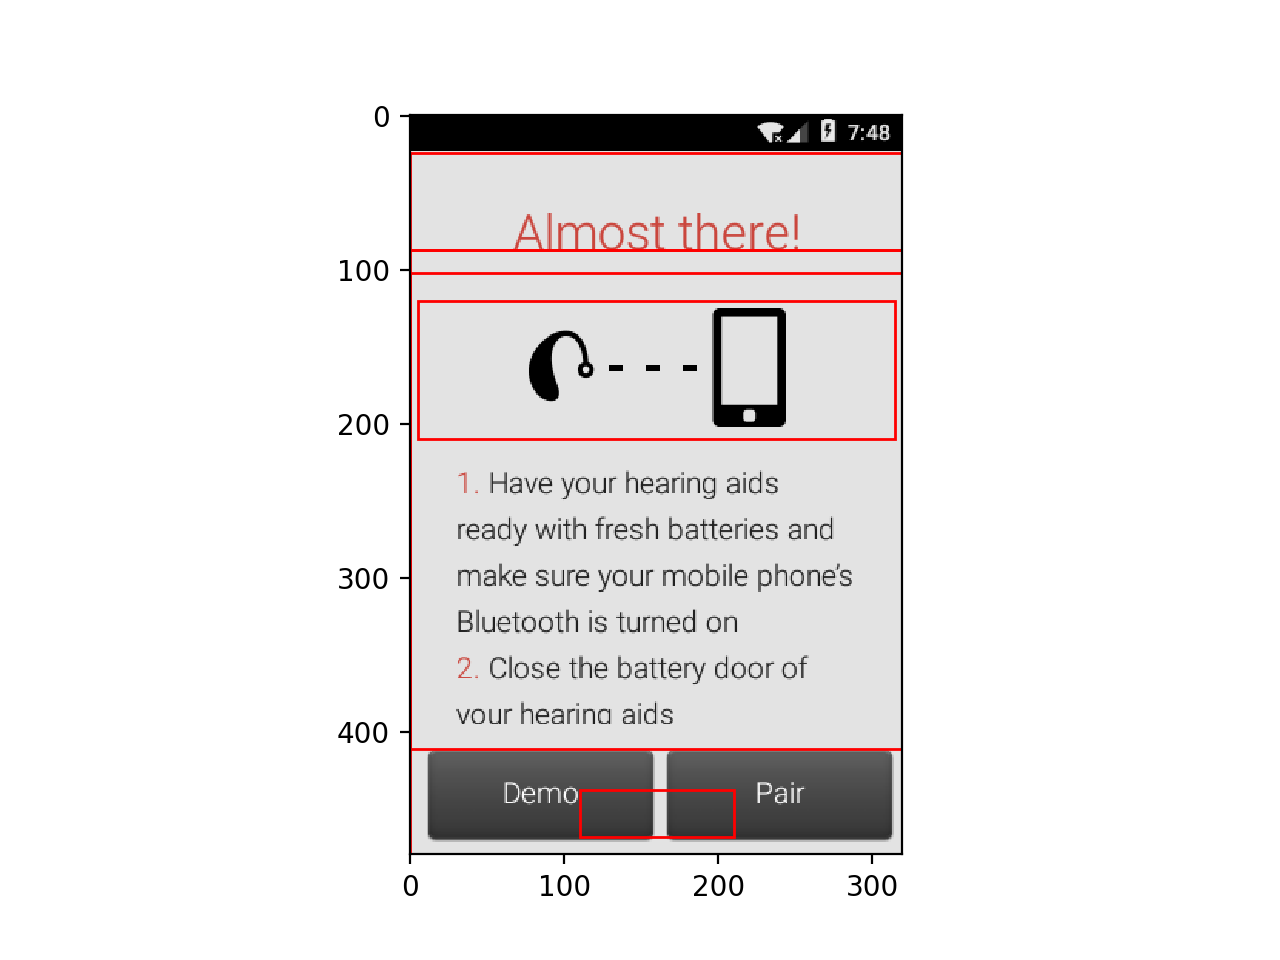 0
7:48
Almost there!
100
200
1. Have your hearing aids
ready with fresh batteries and
make sure your mobile phone’s
300
Bluetooth is turned on
2. Close the battery door of
your hearing aids
400
Demo
Pair
0
100
200
300